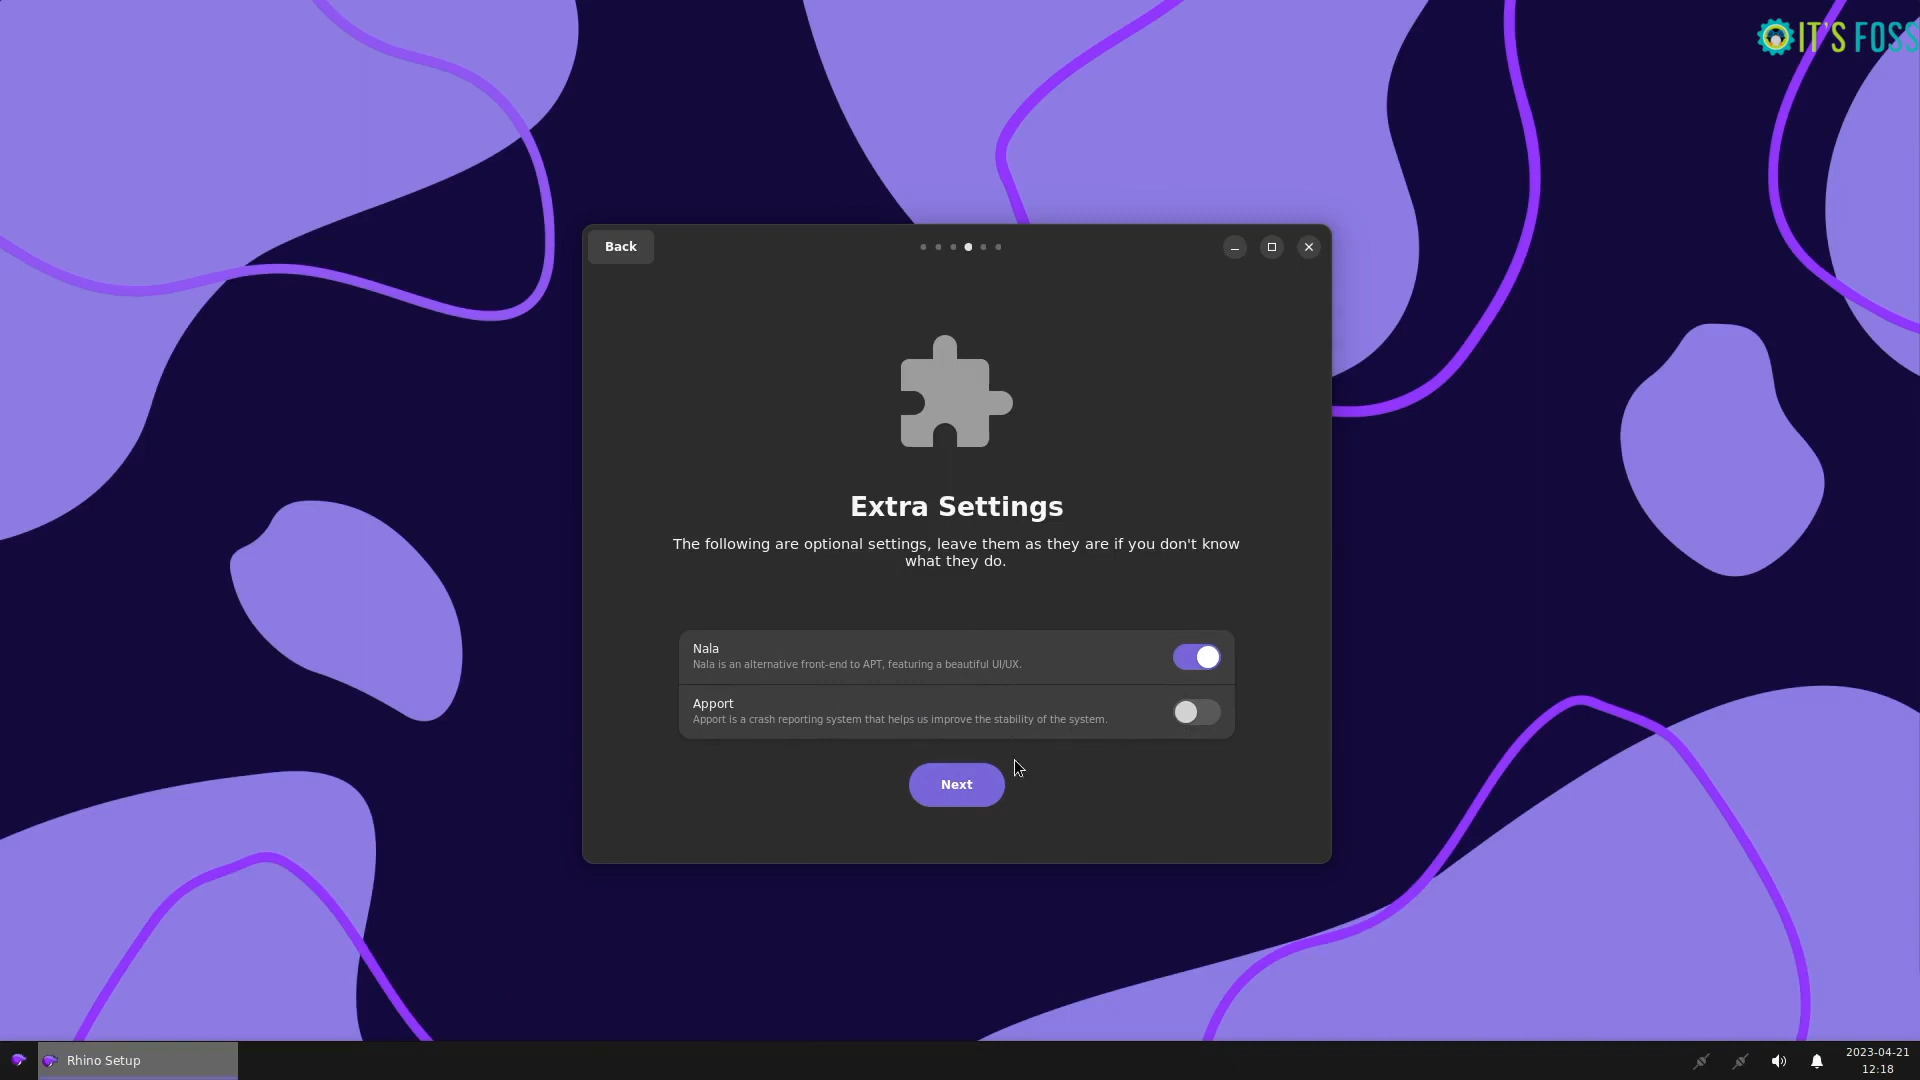 IT'S FOSS
Back
Extra Settings
The following are optional settings, leave them as they are if you don't know
what they do.
Nala
Nala is an alternative front-end to APT, featuring a beautiful UI/UX.
Apport
Apport is a crash reporting system that helps us improve the stability of the system.
Next
Rhino Setup
2023-04-21
12:18